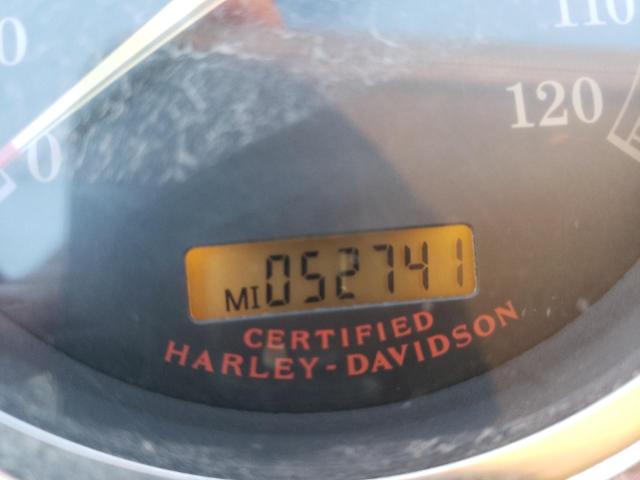 110
120
0
MI 052741
CERTIFIED
HARLEY-DAVIDSON